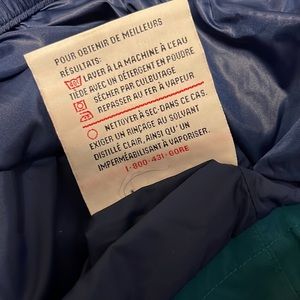 POUR OBTENIR DE MEILLEURS
RÉSULTATS:
LAVER À LA MACHINE À L'EAU
TIÈDE AVEC UN DÉTERGENT EN POUDRE
SÉCHER PAR CULBUTAGE
REPASSER AU FER À VAPEUR
NETTOYER À SEC-DANS CE CAS.
EXIGER UN RINÇAGE AU SOLVANT
DISTILLÉ CLAIR, AINSI QU'UN
IMPERMÉABILISANT À VAPORISER.
1-800-431-GORE